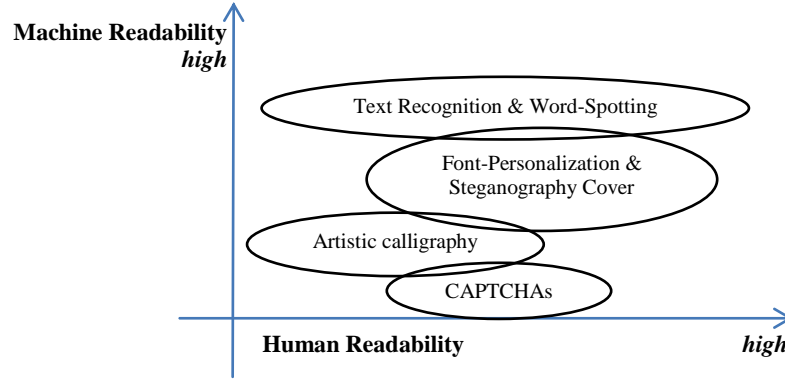 Machine Readability
high
Text Recognition & Word-Spotting
Font-Personalization &
Steganography Cover
Artistic calligraphy
CAPTCHAs
Human Readability
high